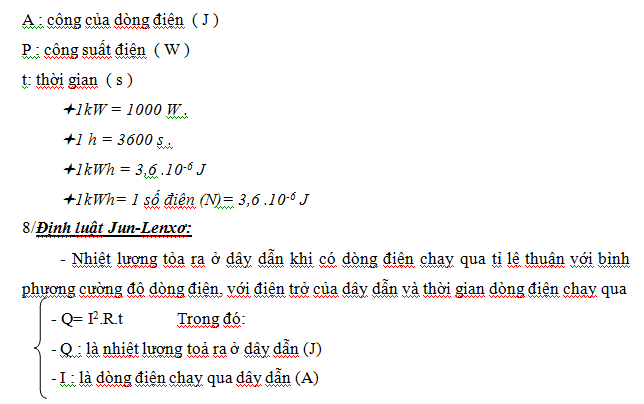 A : công của dòng điện ( J )
P : công suất điện ( W )
t: thời gian ( s )
+1kW = 1000 W .
+1 h = 3600 s .
+1kWh = 3,6 .10-6 J
+1kWh= 1 số điện (N)= 3,6 .10-6 J
8/Định luật Jun-Lenxơ:
- Nhiệt lượng tỏa ra ở dây dẫn khi có dòng điện chạy qua tỉ lệ thuận với bình
phương cường độ dòng điện, với điện trở của dây dẫn và thời gian dòng điện chạy qua
- Q= I2.R.t Trong đó:
- Q : là nhiệt lượng toả ra ở dây dẫn (J)
- I : là dòng điện chạy qua dây dẫn (A)